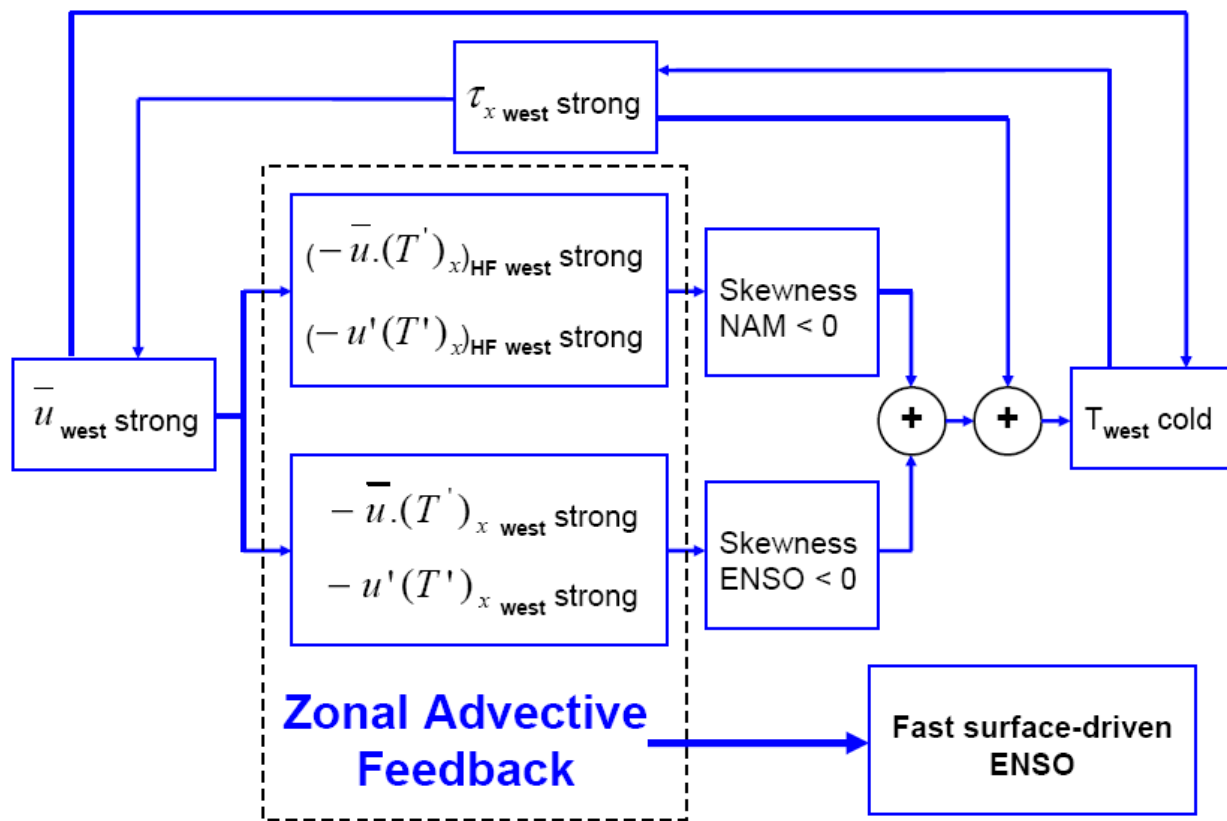 τₓ west strong
(− u̅.(T')ₓ)HF west strong
(− u'(T')ₓ)HF west strong
Skewness
NAM < 0
u̅ west strong
+
+
T west cold
− u̅.(T')ₓ west strong
− u'(T')ₓ west strong
Skewness
ENSO < 0
Zonal Advective
Feedback
Fast surface-driven
ENSO